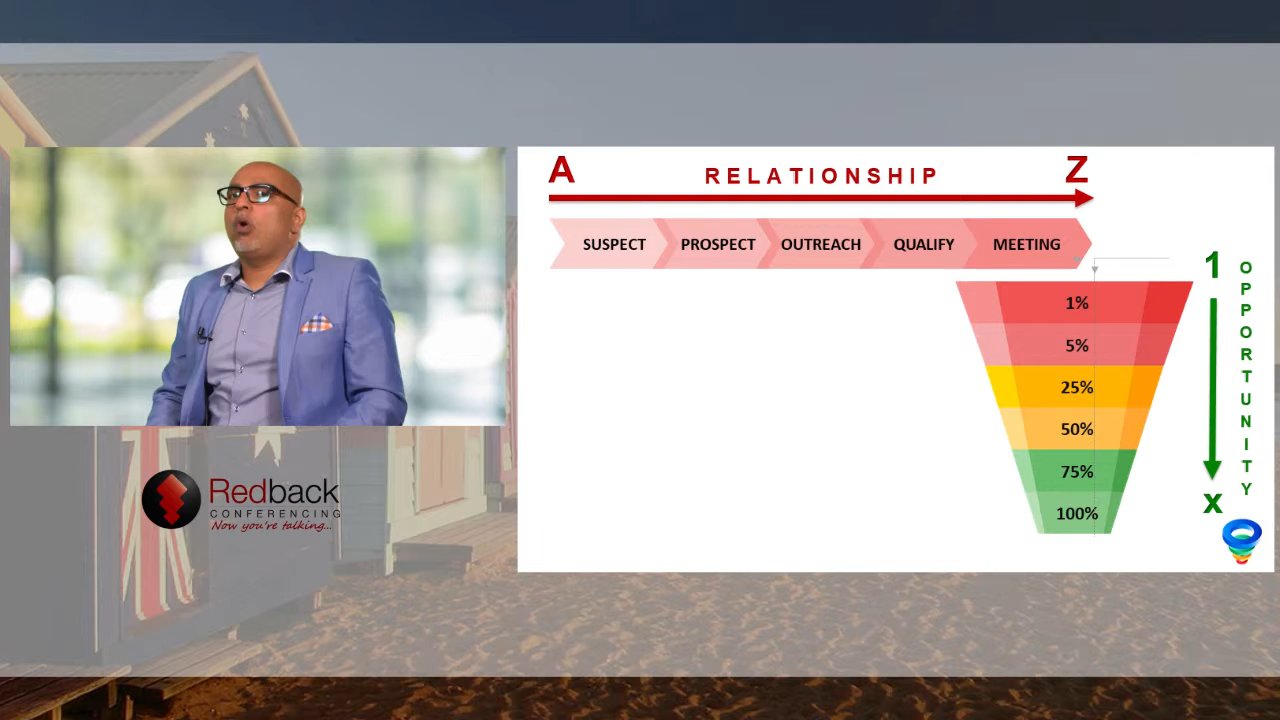 A
RELATIONSHIP
Z
SUSPECT
PROSPECT
OUTREACH
QUALIFY
MEETING
1%
5%
25%
50%
75%
100%
1
OPPORTUNITY
X
Redback
CONFERENCING
Now you're talking...